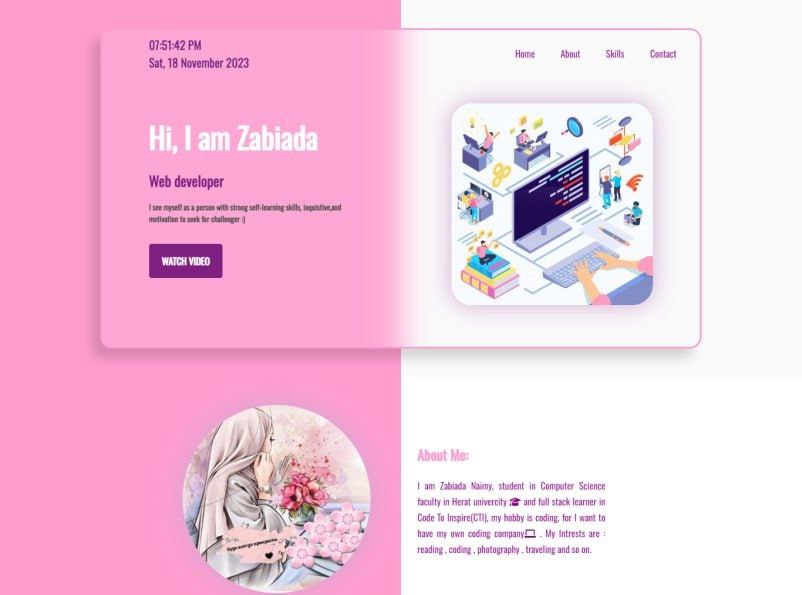 07:51:42 PM
Sat, 18 November 2023
Home About Skills Contact
Hi, I am Zabiada
Web developer
I see myself as a person with strong self-learning skills, inquistive,and
motivation to seek for challenger :)
WATCH VIDEO
About Me:
I am Zabiada Naimy, student in Computer Science
faculty in Herat univercity and full stack learner in
Code To Inspire(CTI), my hobby is coding, for I want to
have my own coding company . My Intrests are :
reading , coding , photography , traveling and so on.
Буде всегда прекрасна